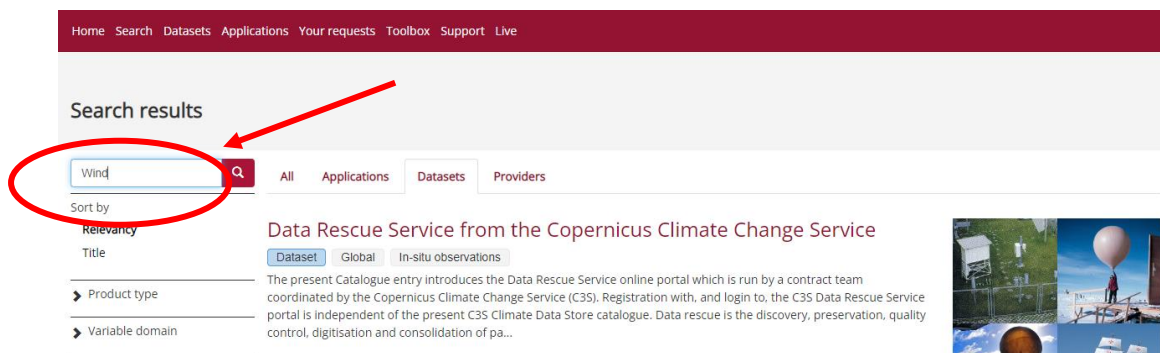 Home Search Datasets Applications Your requests Toolbox Support Live
Search results
Wind
All Applications Datasets Providers
Sort by
Relevancy
Title
Product type
Variable domain
Data Rescue Service from the Copernicus Climate Change Service
Dataset Global In-situ observations
The present Catalogue entry introduces the Data Rescue Service online portal which is run by a contract team
coordinated by the Copernicus Climate Change Service (C3S). Registration with, and login to, the C3S Data Rescue Service
portal is independent of the present C3S Climate Data Store catalogue. Data rescue is the discovery, preservation, quality
control, digitisation and consolidation of pa...